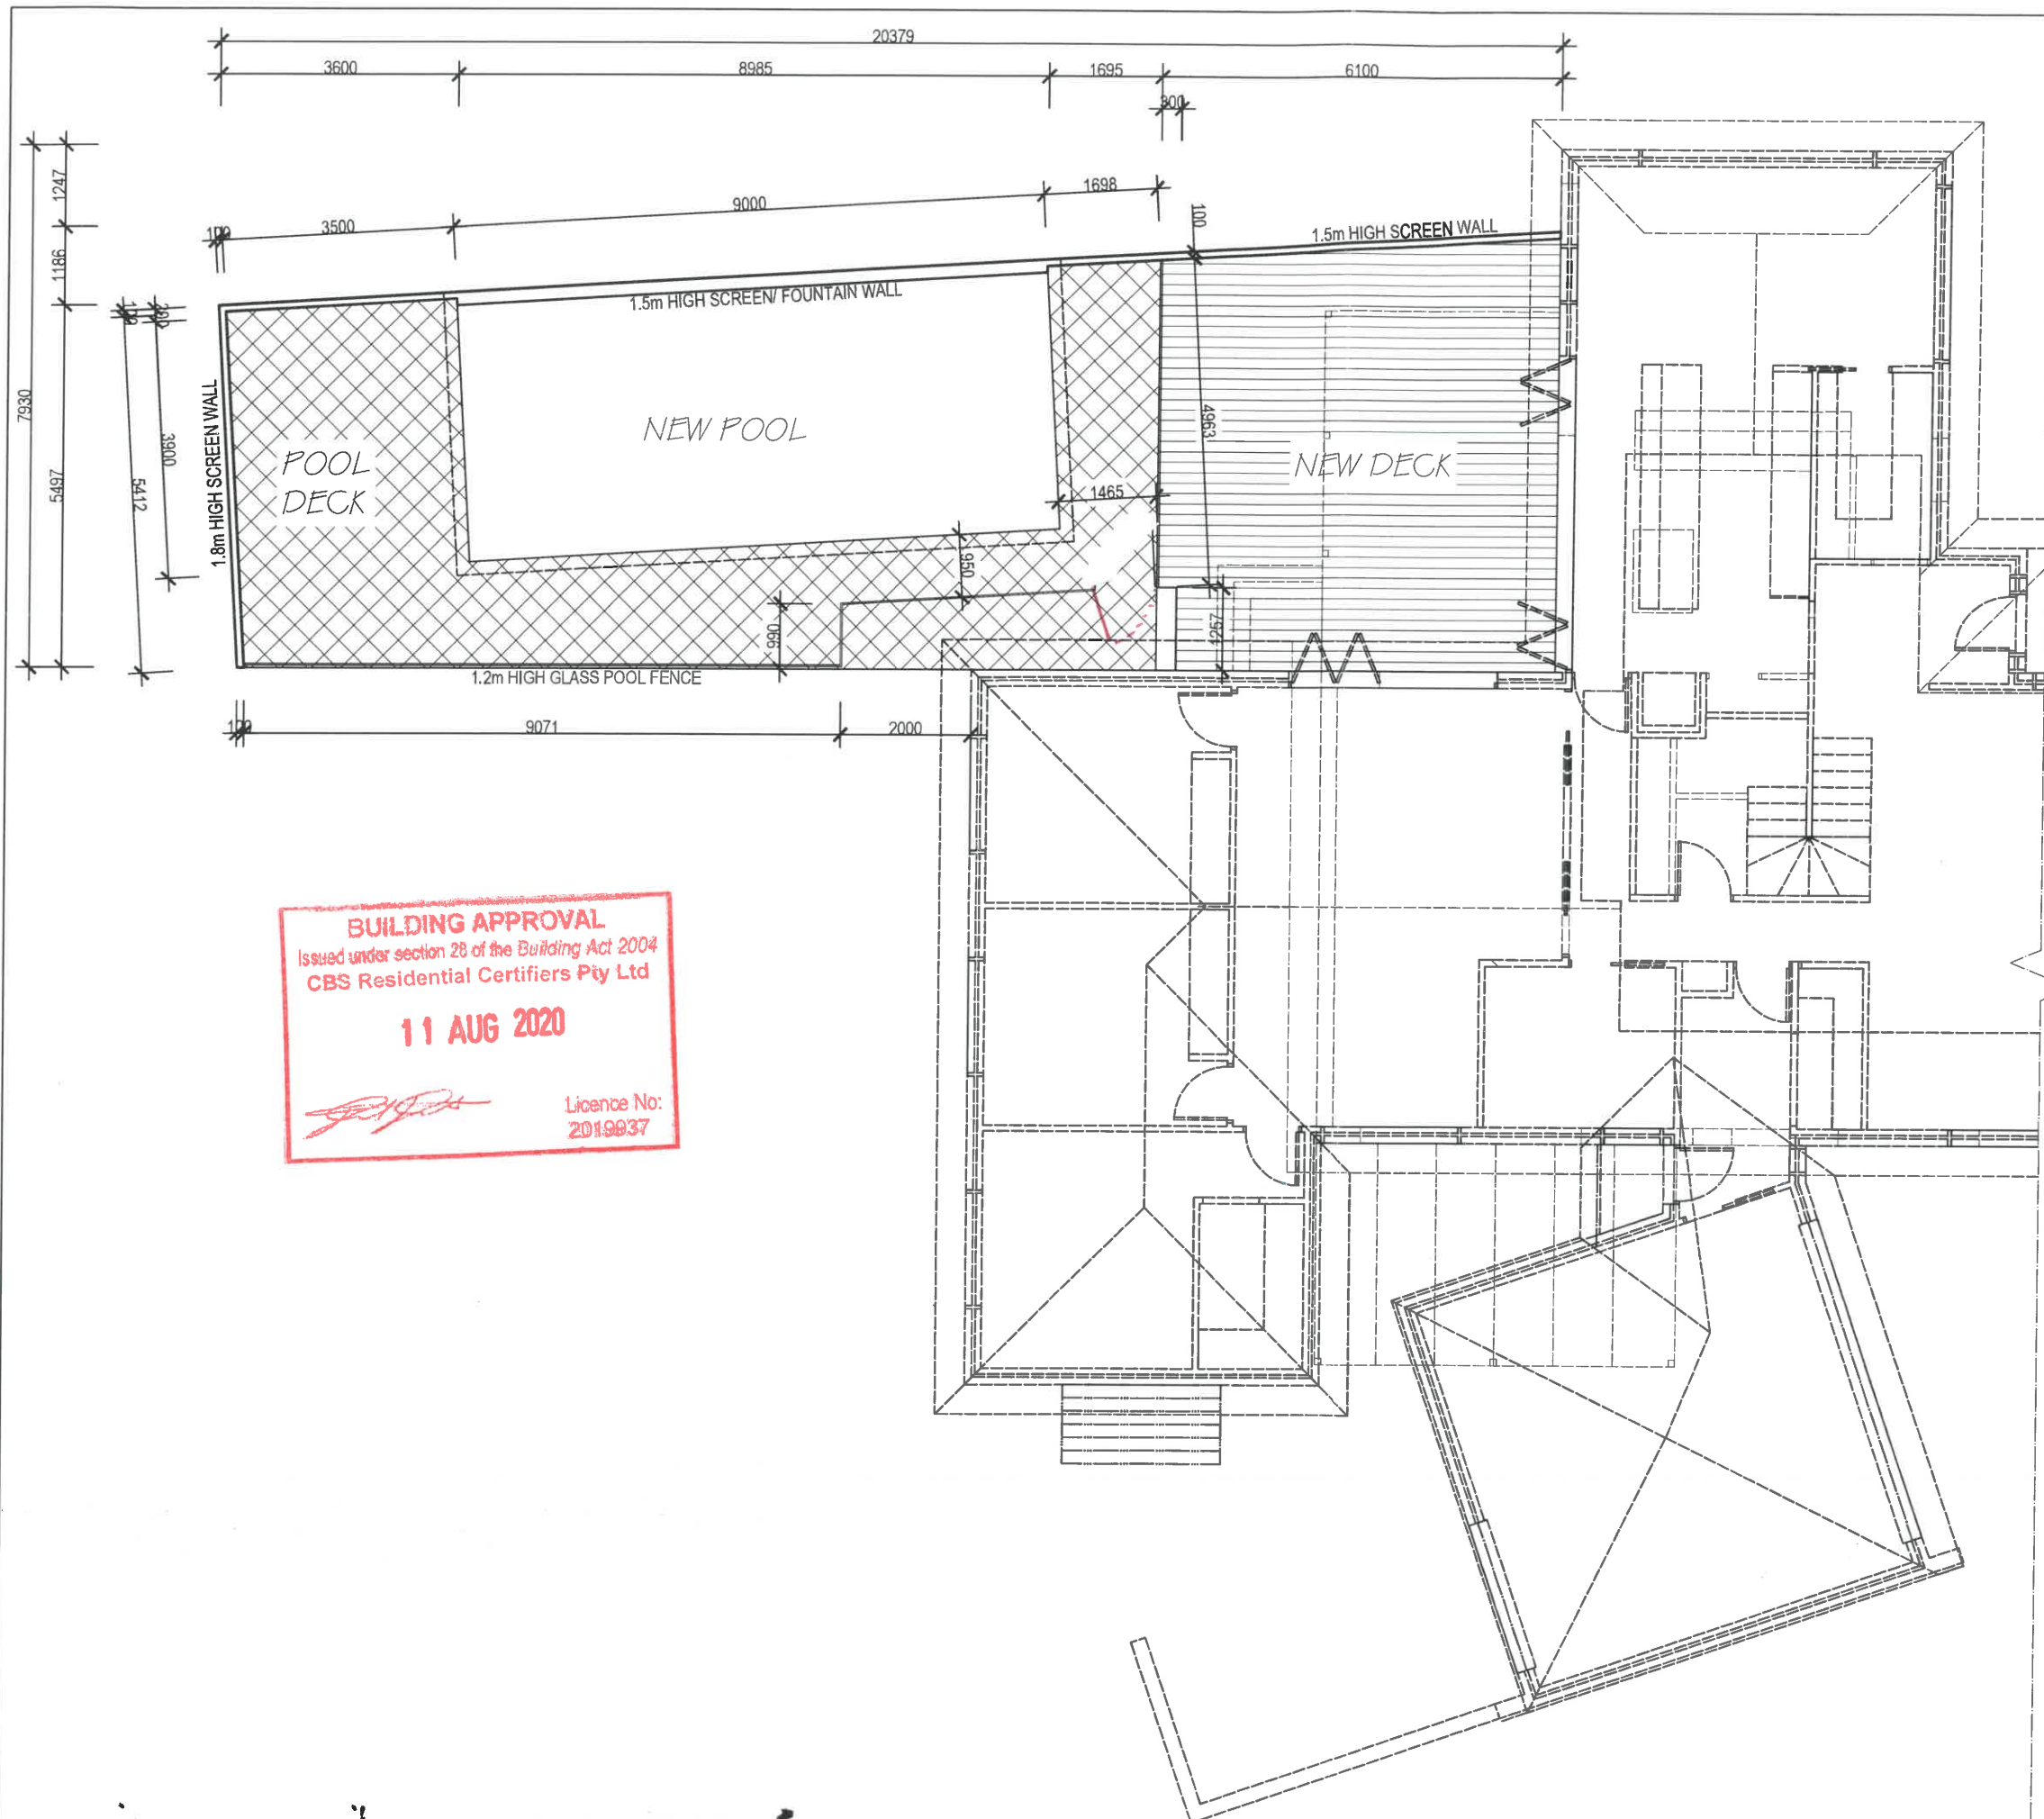 20379
3600
8985
1695
6100
300
1247
1186
7930
5497
5412
3900
100
3500
9000
1698
100
1.5m HIGH SCREEN WALL
1.5m HIGH SCREEN/ FOUNTAIN WALL
1.8m HIGH SCREEN WALL
NEW POOL
POOL
DECK
NEW DECK
4963
1465
950
960
1257
1.2m HIGH GLASS POOL FENCE
9071
2000
BUILDING APPROVAL
Issued under section 28 of the Building Act 2004
CBS Residential Certifiers Pty Ltd
11 AUG 2020
Licence No: